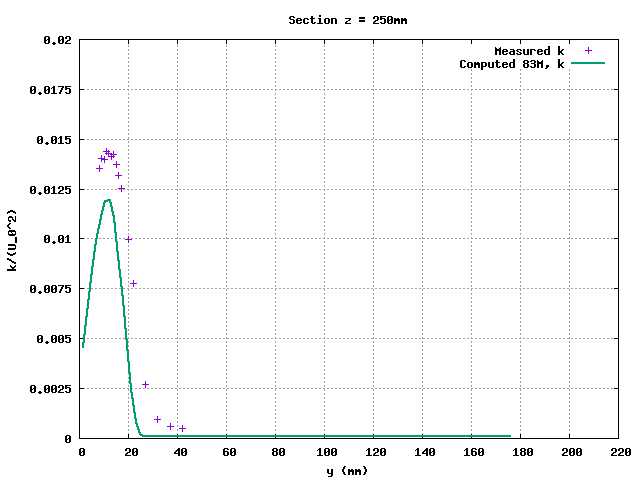 Section z = 250mm
Measured k
Computed 83M, k
0.02
0.0175
0.015
0.0125
0.01
0.0075
0.005
0.0025
0
k/(U_0^2)
0 20 40 60 80 100 120 140 160 180 200 220
y (mm)